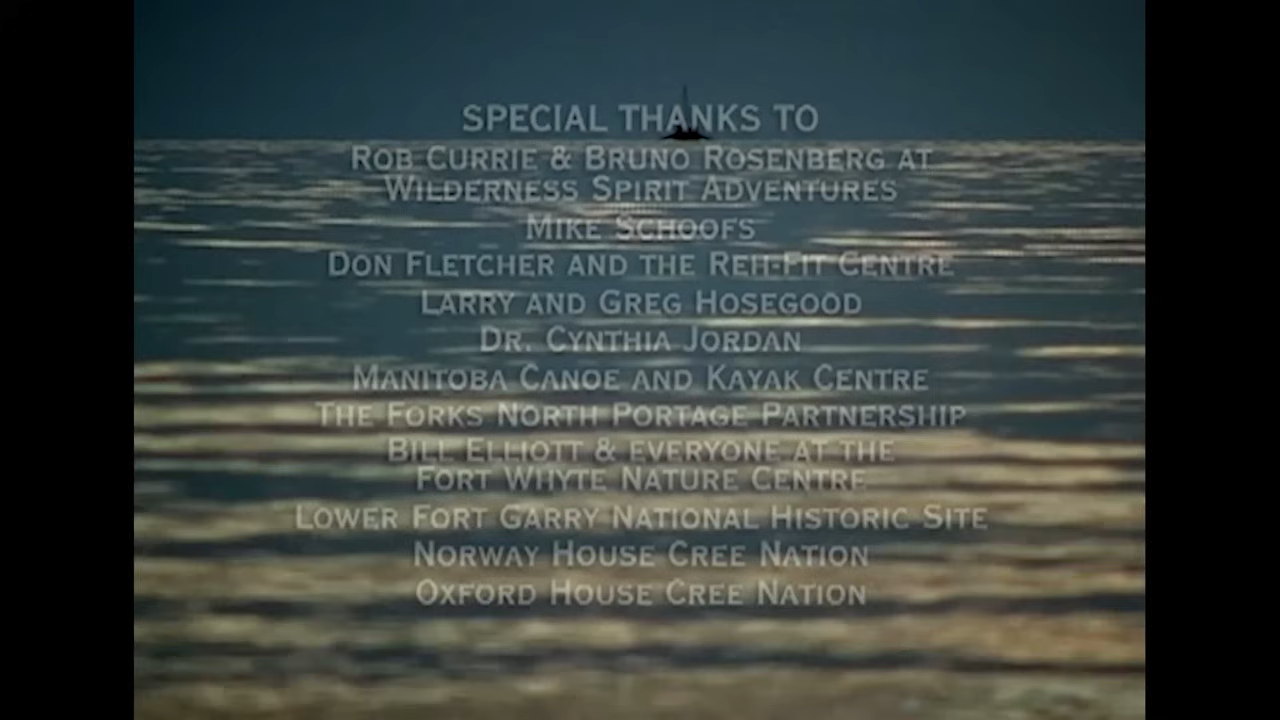 SPECIAL THANKS TO
ROB CURRIE & BRUNO ROSENBERG AT
WILDERNESS SPIRIT ADVENTURES
MIKE SCHOOFS
DON FLETCHER AND THE REH-FIT CENTRE
LARRY AND GREG HOSEGOOD
DR. CYNTHIA JORDAN
MANITOBA CANOE AND KAYAK CENTRE
THE FORKS NORTH PORTAGE PARTNERSHIP
BILL ELLIOTT & EVERYONE AT THE
FORT WHYTE NATURE CENTRE
LOWER FORT GARRY NATIONAL HISTORIC SITE
NORWAY HOUSE CREE NATION
OXFORD HOUSE CREE NATION